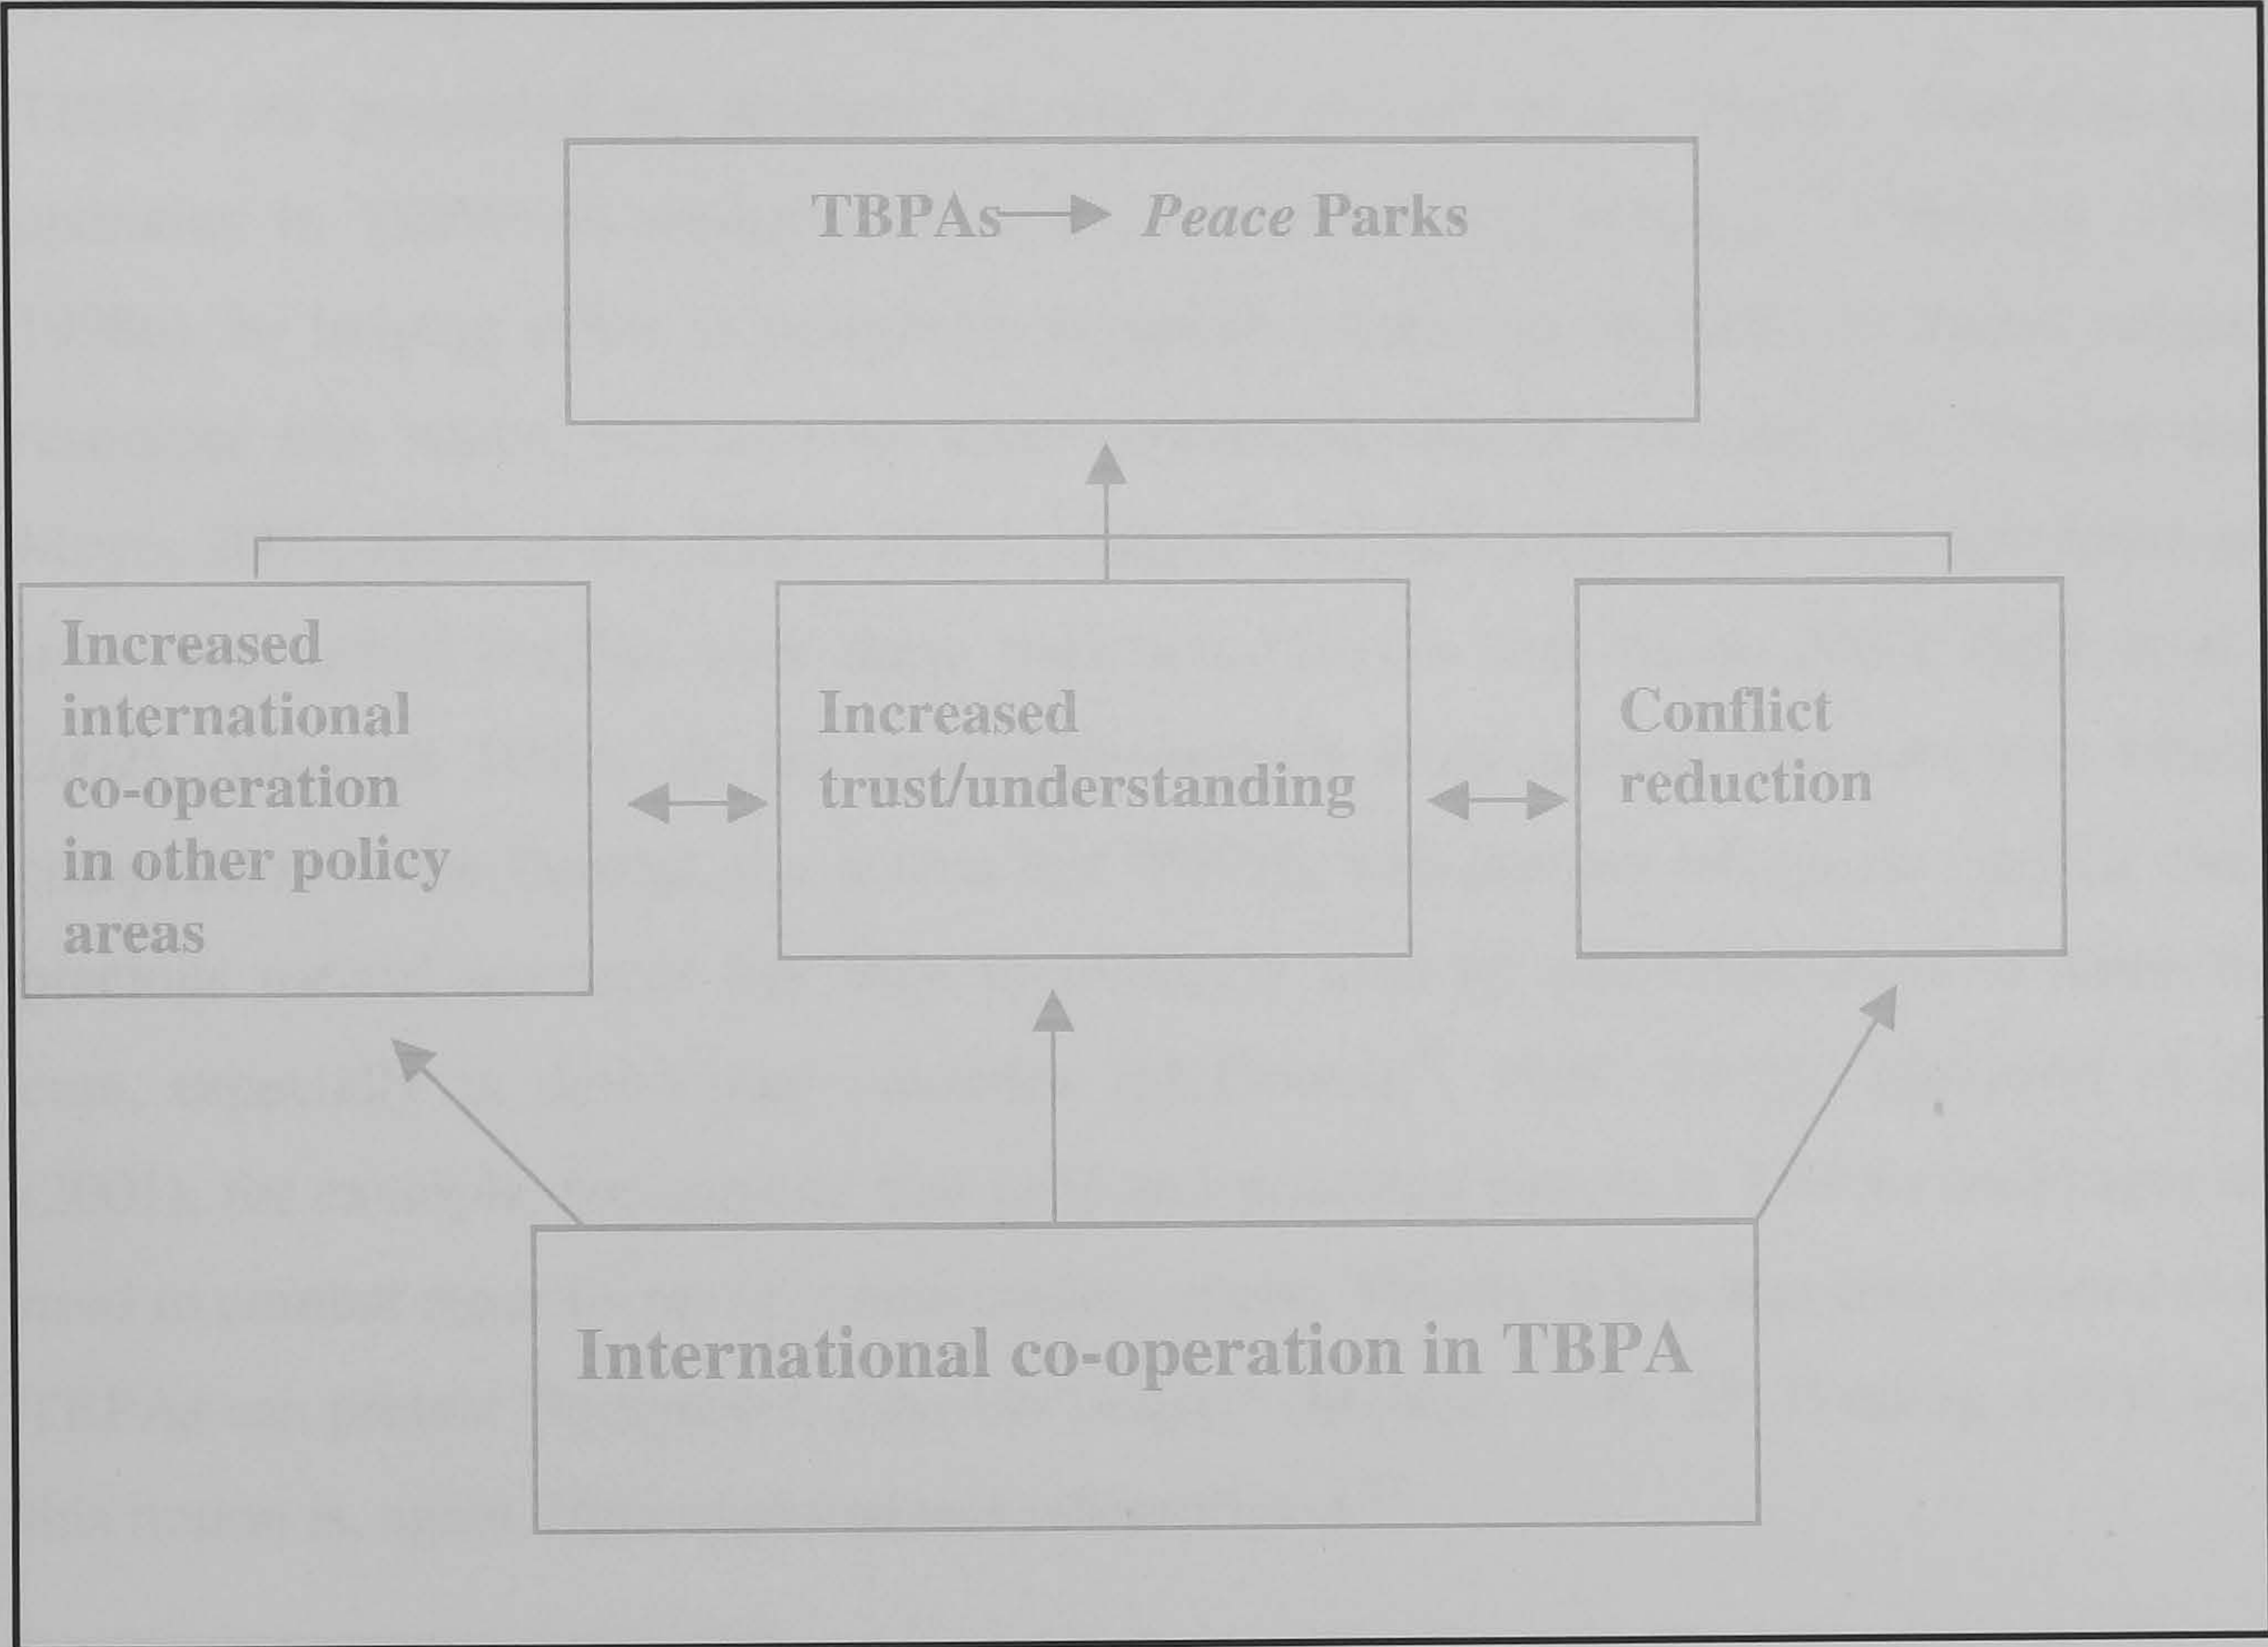 TBPAs → Peace Parks
Increased
international
co-operation
in other policy
areas
Increased
trust/understanding
Conflict
reduction
International co-operation in TBPA